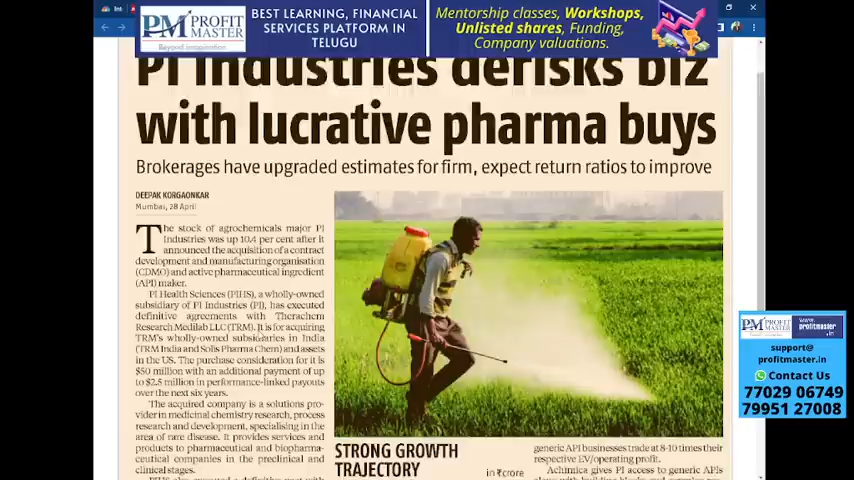 Int
PM PROFIT MASTER
Beyond imagination
BEST LEARNING, FINANCIAL
SERVICES PLATFORM IN
TELUGU
Mentorship classes, Workshops,
Unlisted shares, Funding,
Company valuations.
PI Industries derisks biz
with lucrative pharma buys
Brokerages have upgraded estimates for firm, expect return ratios to improve
DEEPAK KORGAONKAR
Mumbai, 28 April
The stock of agrochemicals major PI
Industries was up 10.4 per cent after it
announced the acquisition of a contract
development and manufacturing organisation
(CDMO) and active pharmaceutical ingredient
(API) maker.
PI Health Sciences (PIHS), a wholly-owned
subsidiary of PI Industries (PI), has executed
definitive agreements with Therachem
Research Medilab LLC (TRM). It is for acquiring
TRM's wholly-owned subsidiaries in India
(TRM India and Solis Pharma Chem) and assets
in the US. The purchase consideration for it is
$50 million with an additional payment of up
to $2.5 million in performance-linked payouts
over the next six years.
The acquired company is a solutions pro-
vider in medicinal chemistry research, process
research and development, specialising in the
area of rare disease. It provides services and
products to pharmaceutical and biopharma-
ceutical companies in the preclinical and
clinical stages.
STRONG GROWTH
TRAJECTORY
in ₹crore
generic API businesses trade at 8-10 times their
respective EV/operating profit.
Achimica gives PI access to generic APIs
PM PROFIT MASTER
www.
profitmaster
.in
support@
profitmaster.in
Contact Us
77029 06749
79951 27008